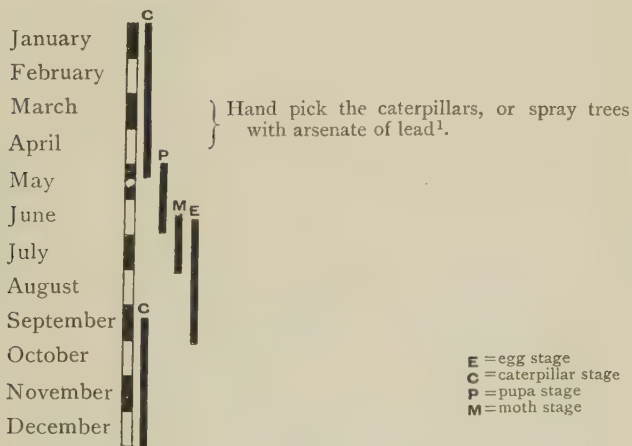 C
January
February
March
} Hand pick the caterpillars, or spray trees
with arsenate of lead¹.
April
P
May
M E
June
July
August
C
September
October
November
December
E = egg stage
C = caterpillar stage
P = pupa stage
M = moth stage